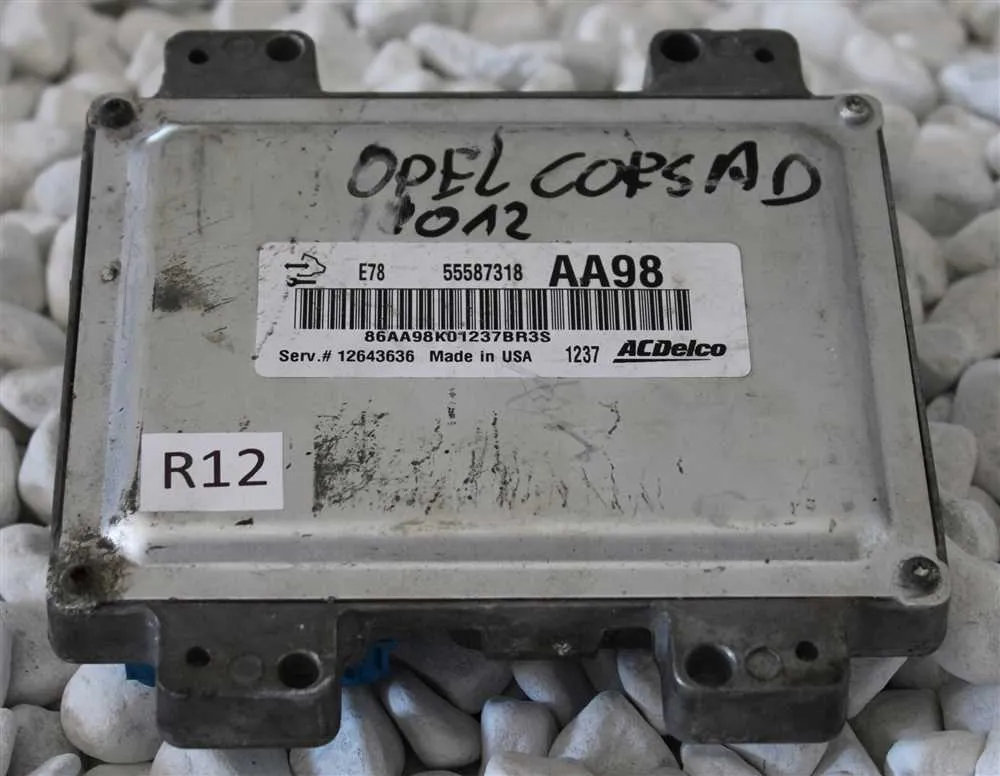 OPEL CORSA D
1012
E78 55587318 AA98
86AA98K01237BR3S
Serv.# 12643636 Made in USA 1237 ACDelco
R12